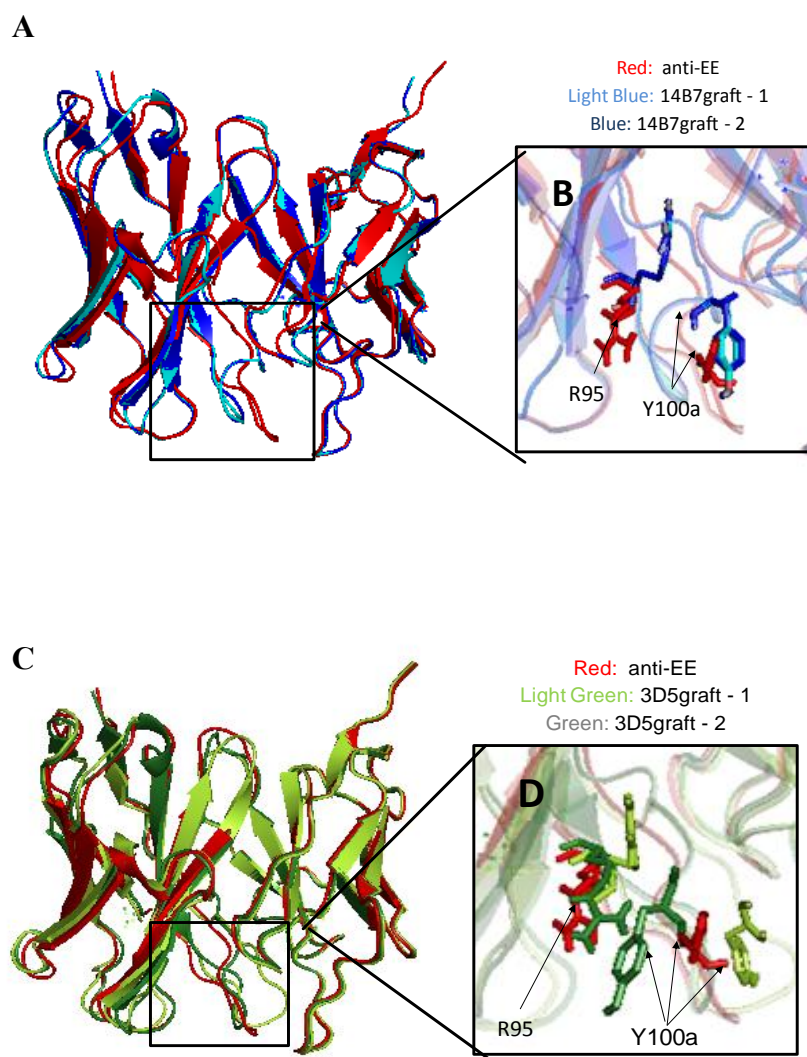 A
Red: anti-EE
Light Blue: 14B7graft - 1
Blue: 14B7graft - 2
B
R95
Y100a
C
Red: anti-EE
Light Green: 3D5graft - 1
Green: 3D5graft - 2
D
R95
Y100a